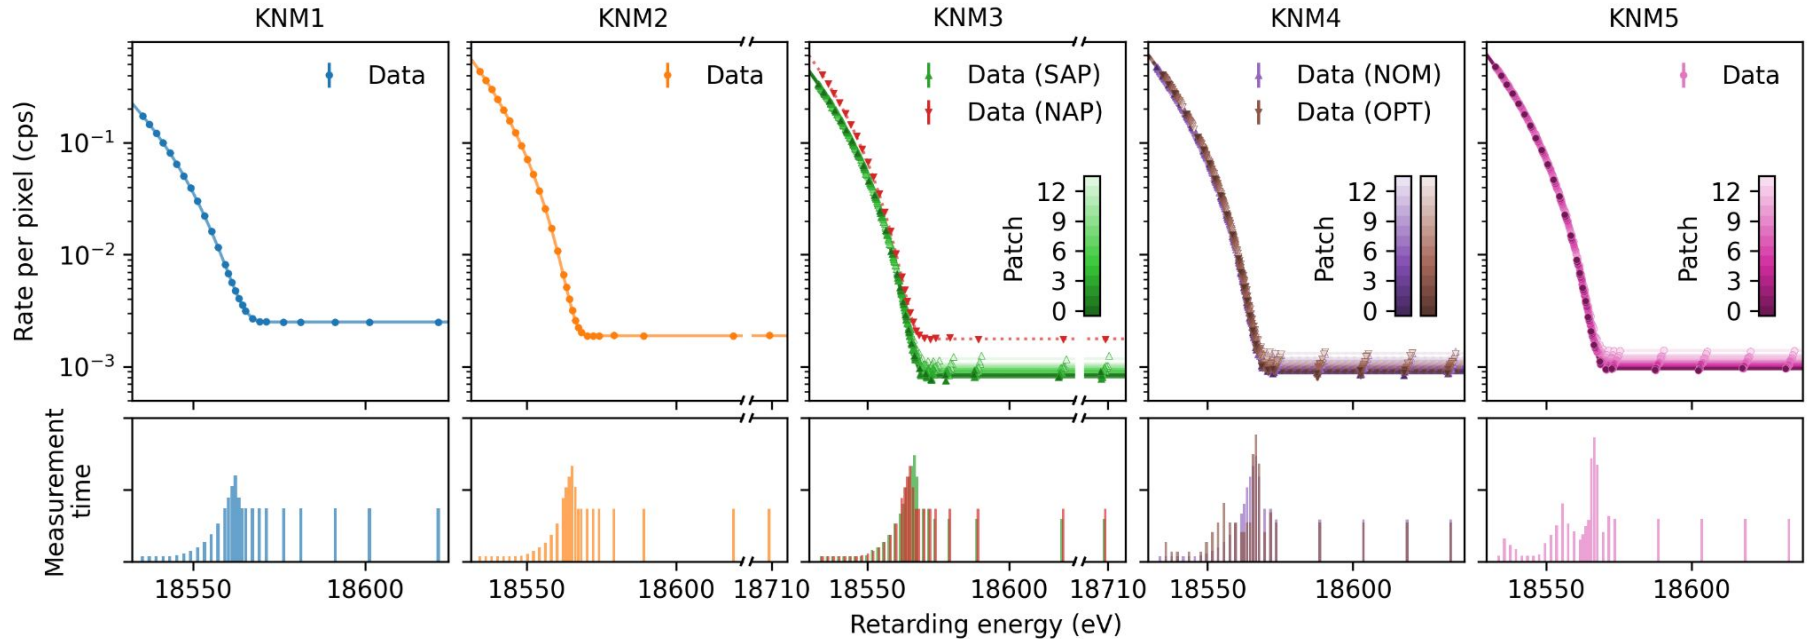 KNM1 KNM2 KNM3 KNM4 KNM5
Rate per pixel (cps)
10⁻¹
10⁻²
10⁻³
Data
Data
Data (SAP)
Data (NAP)
Patch
12
9
6
3
0
Data (NOM)
Data (OPT)
Patch
12
9
6
3
0
Data
Patch
12
9
6
3
0
Measurement
time
18550 18600 18550 18600 18710 18550 18600 18710 18550 18600 18550 18600
Retarding energy (eV)